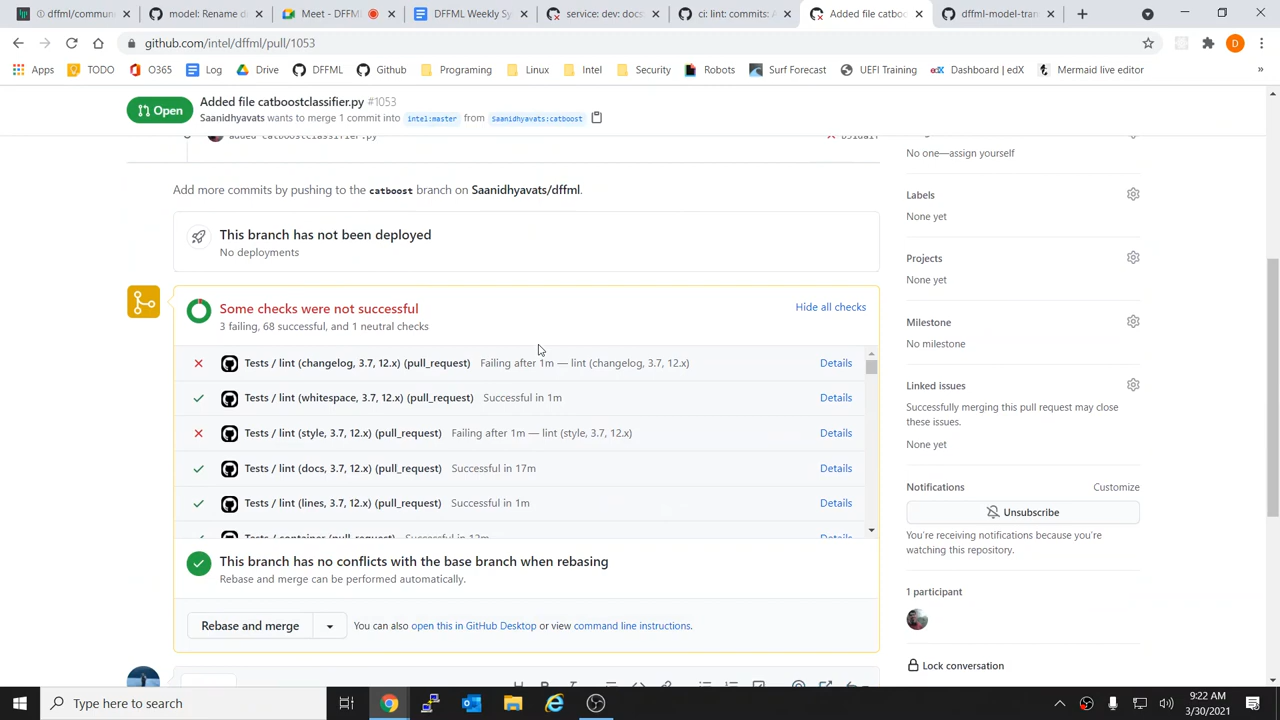 dffml/commun
model: Rename d
Meet - DFFM
DFFML Weekly Sy
service: dev: docs
ci: lint: commits: A
Added file catboost
dffml-model-tran
github.com/intel/dffml/pull/1053
D
Apps
TODO
O365
Log
Drive
DFFML
Github
Programing
Linux
Intel
Security
Robots
Surf Forecast
UEFI Training
Dashboard | edX
Mermaid live editor
»
Open
Added file catboostclassifier.py #1053
Saanidhyavats wants to merge 1 commit into intel:master from Saanidhyavats:catboost
added catboostclassifier.py
No one—assign yourself
Add more commits by pushing to the catboost branch on Saanidhyavats/dffml.
Labels
None yet
This branch has not been deployed
No deployments
Projects
None yet
Some checks were not successful
3 failing, 68 successful, and 1 neutral checks
Hide all checks
Milestone
No milestone
Tests / lint (changelog, 3.7, 12.x) (pull_request) Failing after 1m — lint (changelog, 3.7, 12.x) Details
Tests / lint (whitespace, 3.7, 12.x) (pull_request) Successful in 1m Details
Tests / lint (style, 3.7, 12.x) (pull_request) Failing after 1m — lint (style, 3.7, 12.x) Details
Tests / lint (docs, 3.7, 12.x) (pull_request) Successful in 17m Details
Tests / lint (lines, 3.7, 12.x) (pull_request) Successful in 1m Details
Tests / container (pull_request) Successful in 12m Details
Linked issues
Successfully merging this pull request may close
these issues.
None yet
Notifications
Customize
Unsubscribe
You're receiving notifications because you're
watching this repository.
This branch has no conflicts with the base branch when rebasing
Rebase and merge can be performed automatically.
1 participant
Rebase and merge
You can also open this in GitHub Desktop or view command line instructions.
Lock conversation
Type here to search
9:22 AM
3/30/2021